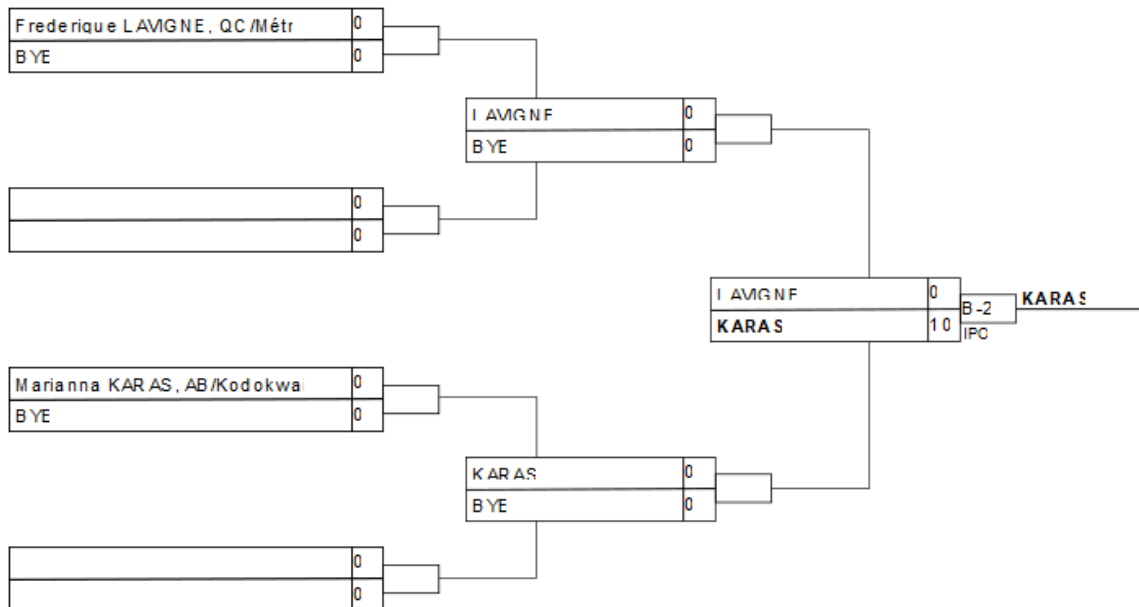 Frederique LAVIGNE, QC/Métr 0
BYE 0
LAVIGNE 0
BYE 0
0
0
LAVIGNE 0
KARAS 10
B-2
IPO
KARAS
Marianna KARAS, AB/Kodokwa 0
BYE 0
KARAS 0
BYE 0
0
0